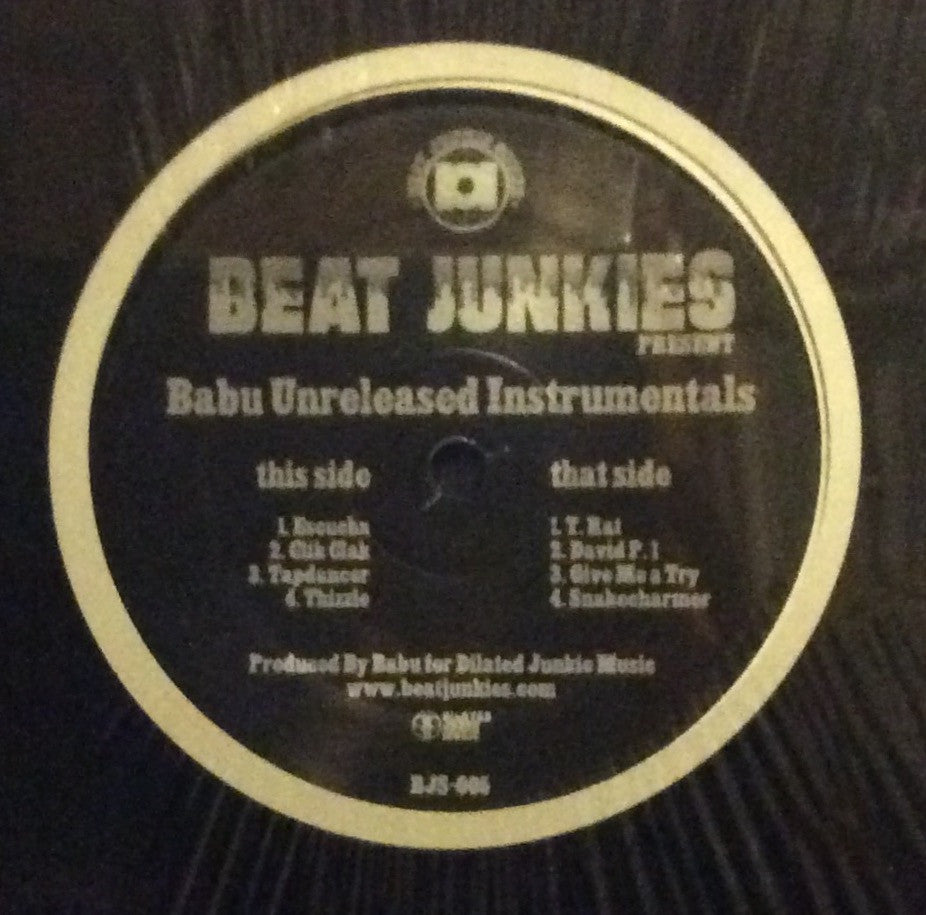 BEAT JUNKIES
PRESENT
Babu Unreleased Instrumentals
this side
1. Escucha
2. Clik Clak
3. Tapdancer
4. Thizzle
that side
1. T. Rat
2. David P. 1
3. Give Me a Try
4. Snakecharmer
Produced By Babu for Dilated Junkie Music
www.beatjunkies.com